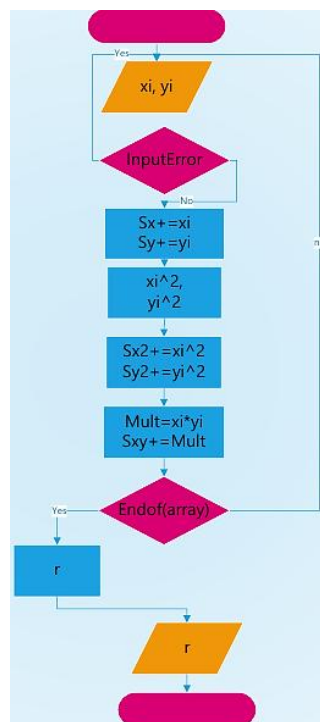 Yes
xi, yi
InputError
No
Sx+=xi
Sy+=yi
n
xi^2,
yi^2
Sx2+=xi^2
Sy2+=yi^2
Mult=xi*yi
Sxy+=Mult
Yes
Endof(array)
r
r